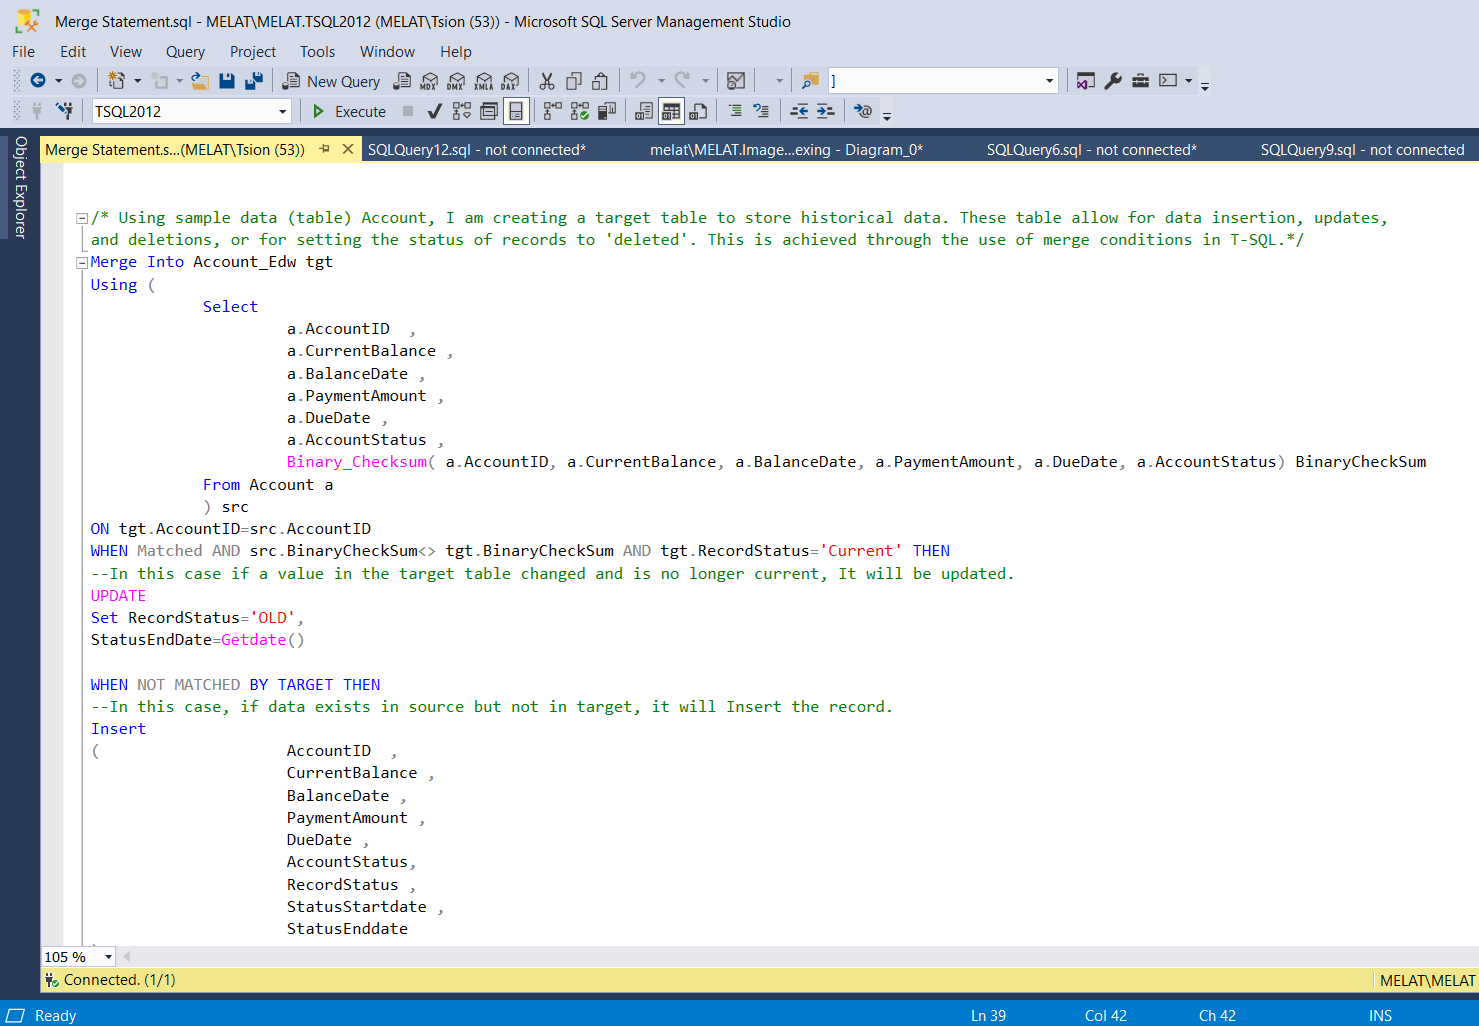 Merge Statement.sql - MELAT\MELAT.TSQL2012 (MELAT\Tsion (53)) - Microsoft SQL Server Management Studio
File Edit View Query Project Tools Window Help
New Query MDX DMX XMLA DAX ]
TSQL2012 Execute
Object Explorer
Merge Statement.s...(MELAT\Tsion (53)) SQLQuery12.sql - not connected* melat\MELAT.Image...exing - Diagram_0* SQLQuery6.sql - not connected* SQLQuery9.sql - not connected
/* Using sample data (table) Account, I am creating a target table to store historical data. These table allow for data insertion, updates,
and deletions, or for setting the status of records to 'deleted'. This is achieved through the use of merge conditions in T-SQL.*/
Merge Into Account_Edw tgt
Using (
Select
a.AccountID ,
a.CurrentBalance ,
a.BalanceDate ,
a.PaymentAmount ,
a.DueDate ,
a.AccountStatus ,
Binary_Checksum( a.AccountID, a.CurrentBalance, a.BalanceDate, a.PaymentAmount, a.DueDate, a.AccountStatus) BinaryCheckSum
From Account a
) src
ON tgt.AccountID=src.AccountID
WHEN Matched AND src.BinaryCheckSum<> tgt.BinaryCheckSum AND tgt.RecordStatus='Current' THEN
--In this case if a value in the target table changed and is no longer current, It will be updated.
UPDATE
Set RecordStatus='OLD',
StatusEndDate=Getdate()
WHEN NOT MATCHED BY TARGET THEN
--In this case, if data exists in source but not in target, it will Insert the record.
Insert
( AccountID ,
CurrentBalance ,
BalanceDate ,
PaymentAmount ,
DueDate ,
AccountStatus,
RecordStatus ,
StatusStartdate ,
StatusEnddate
105 %
Connected. (1/1) MELAT\MELAT
Ready Ln 39 Col 42 Ch 42 INS